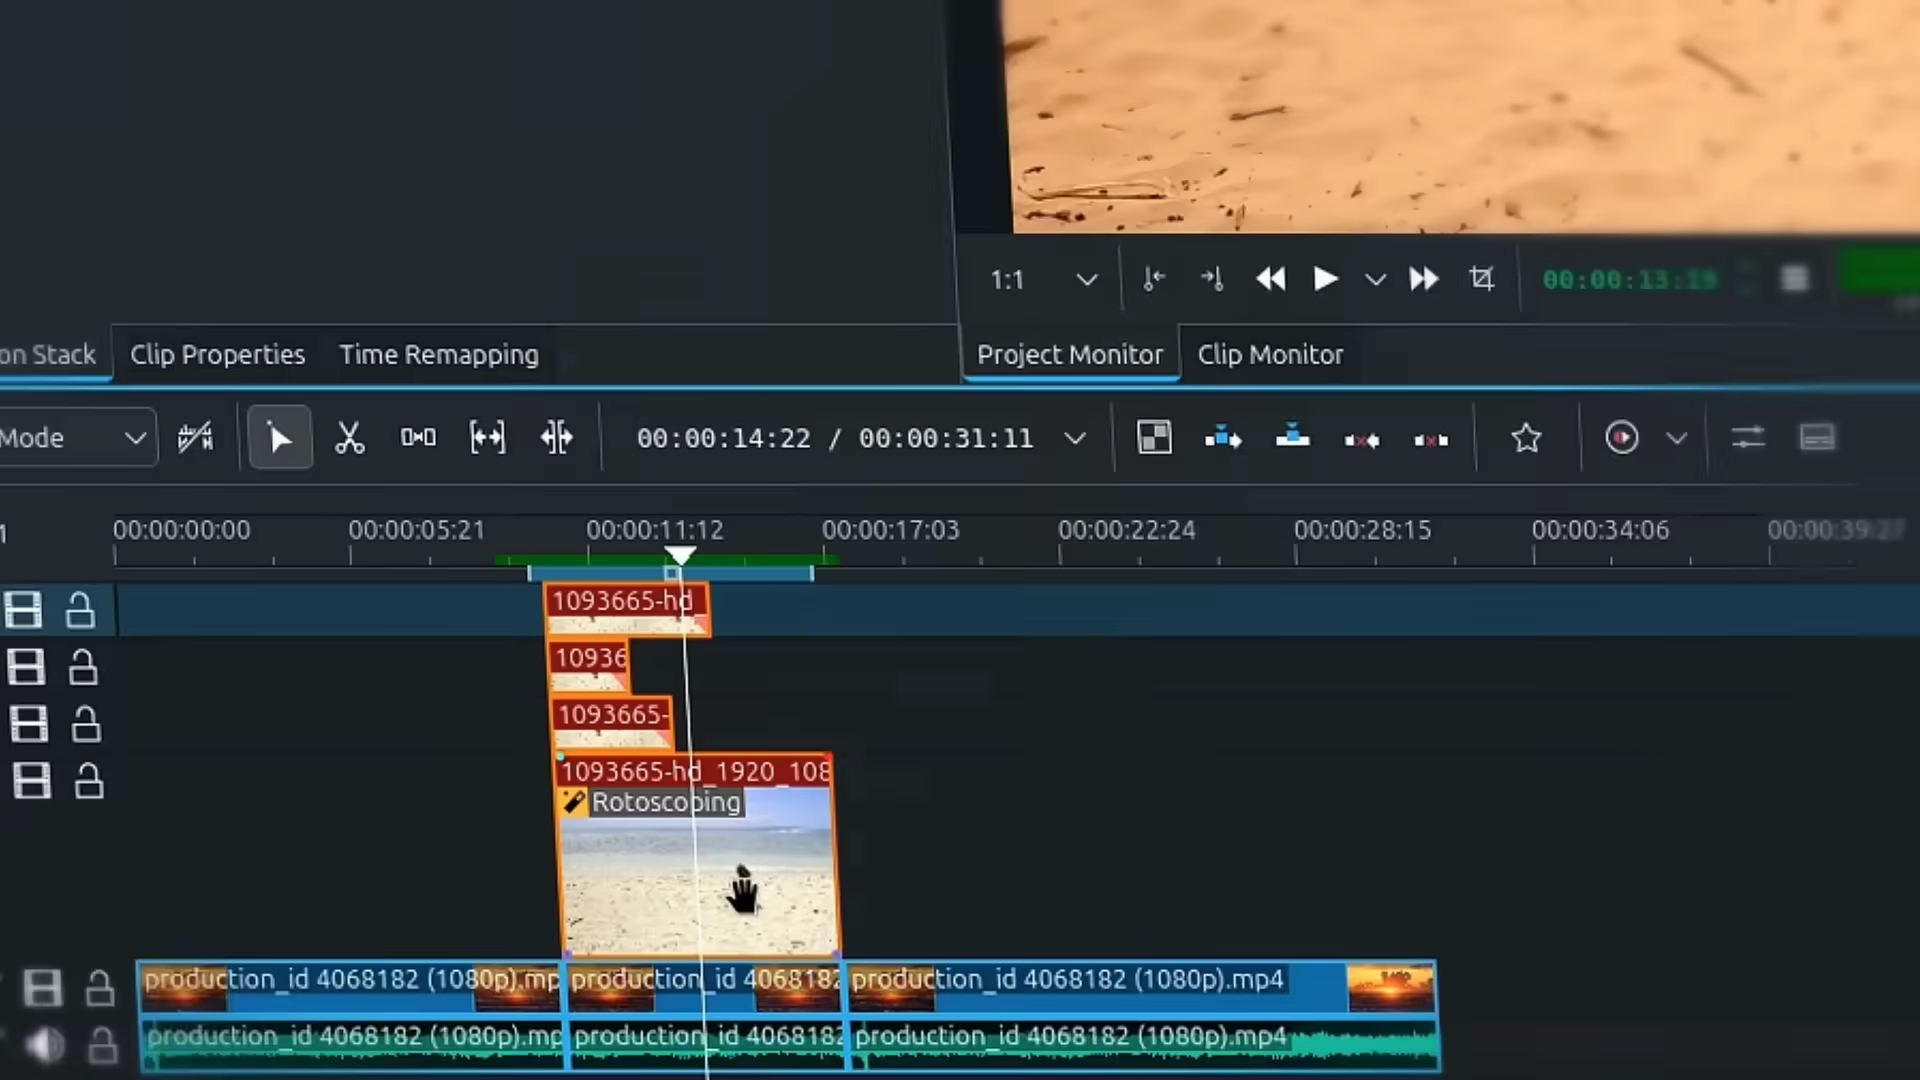 1:1
00:00:13:19
on Stack
Clip Properties
Time Remapping
Project Monitor
Clip Monitor
Mode
00:00:14:22 / 00:00:31:11
00:00:00:00
00:00:05:21
00:00:11:12
00:00:17:03
00:00:22:24
00:00:28:15
00:00:34:06
00:00:39:27
1093665-hd_
10936
1093665-
1093665-hd_1920_108
Rotoscoping
production_id 4068182 (1080p).mp
production_id 4068182
production_id 4068182 (1080p).mp4
production_id 4068182 (1080p).mp
production_id 4068182
production_id 4068182 (1080p).mp4